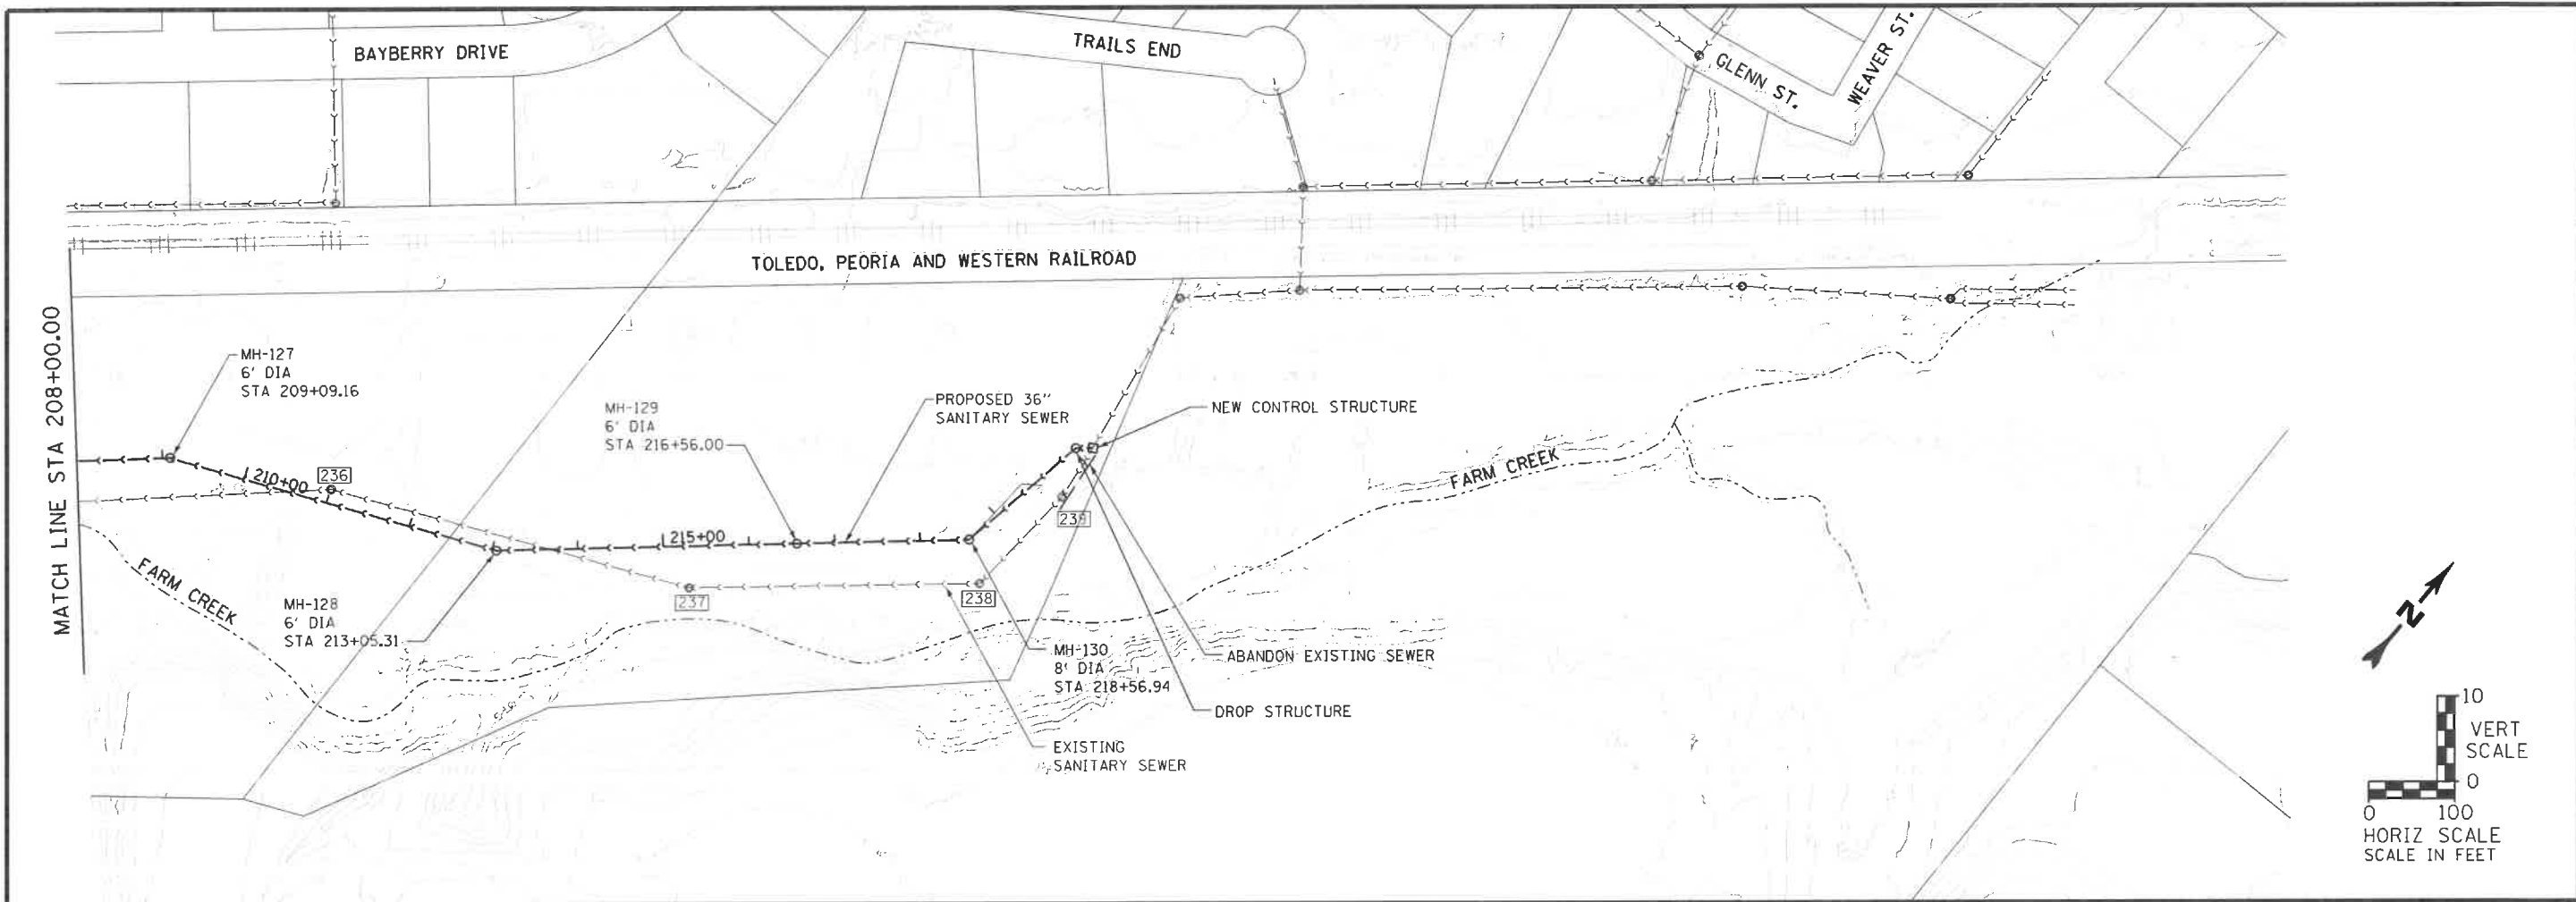 BAYBERRY DRIVE
TRAILS END
GLENN ST.
WEAVER ST.
TOLEDO, PEORIA AND WESTERN RAILROAD
MATCH LINE STA 208+00.00
MH-127
6' DIA
STA 209+09.16
210+00
236
MH-129
6' DIA
STA 216+56.00
PROPOSED 36"
SANITARY SEWER
NEW CONTROL STRUCTURE
FARM CREEK
215+00
239
FARM CREEK
MH-128
6' DIA
STA 213+05.31
237
238
MH-130
8' DIA
STA 218+56.94
ABANDON EXISTING SEWER
DROP STRUCTURE
EXISTING
SANITARY SEWER
N
10
VERT
SCALE
0
0 100
HORIZ SCALE
SCALE IN FEET